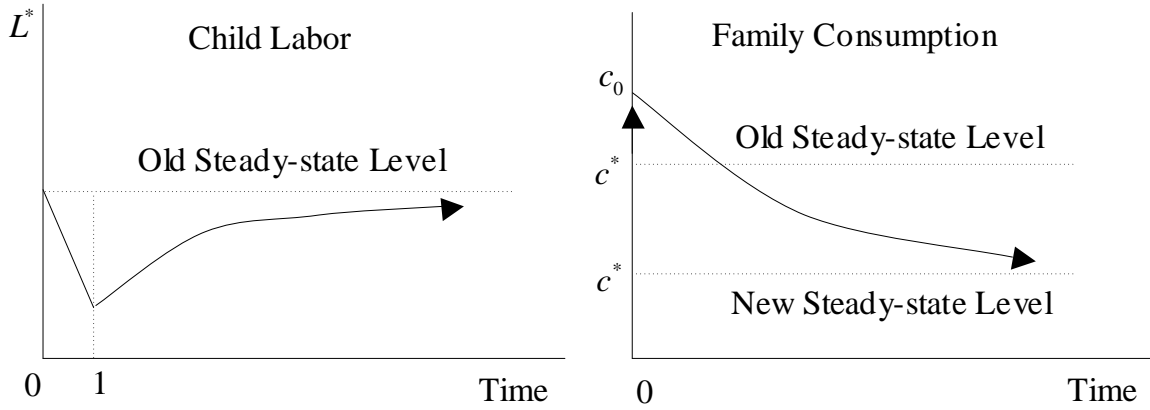 L*
Child Labor
Old Steady-state Level
0
1
Time
Family Consumption
c0
Old Steady-state Level
c*
c*
New Steady-state Level
0
Time